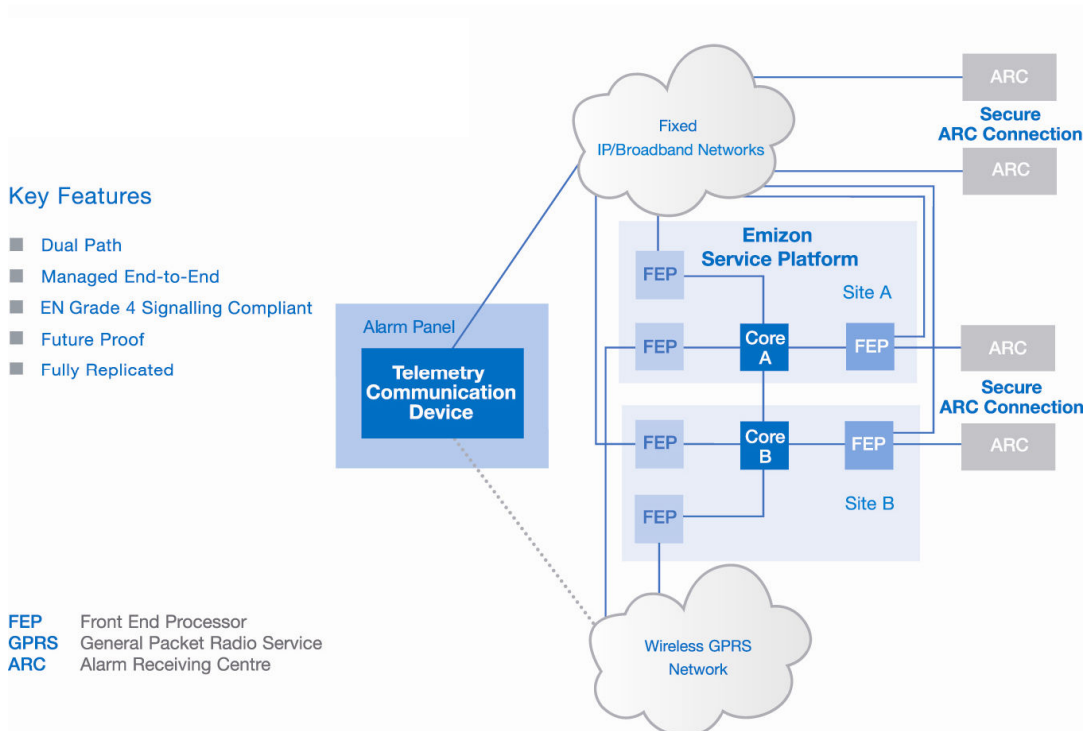 Fixed
IP/Broadband Networks
ARC
Secure
ARC Connection
ARC
Key Features
Dual Path
Managed End-to-End
EN Grade 4 Signalling Compliant
Future Proof
Fully Replicated
Alarm Panel
Telemetry
Communication
Device
Emizon
Service Platform
Site A
FEP
FEP
Core
A
FEP
ARC
Secure
ARC Connection
FEP
Core
B
FEP
ARC
Site B
FEP
Wireless GPRS
Network
FEP Front End Processor
GPRS General Packet Radio Service
ARC Alarm Receiving Centre